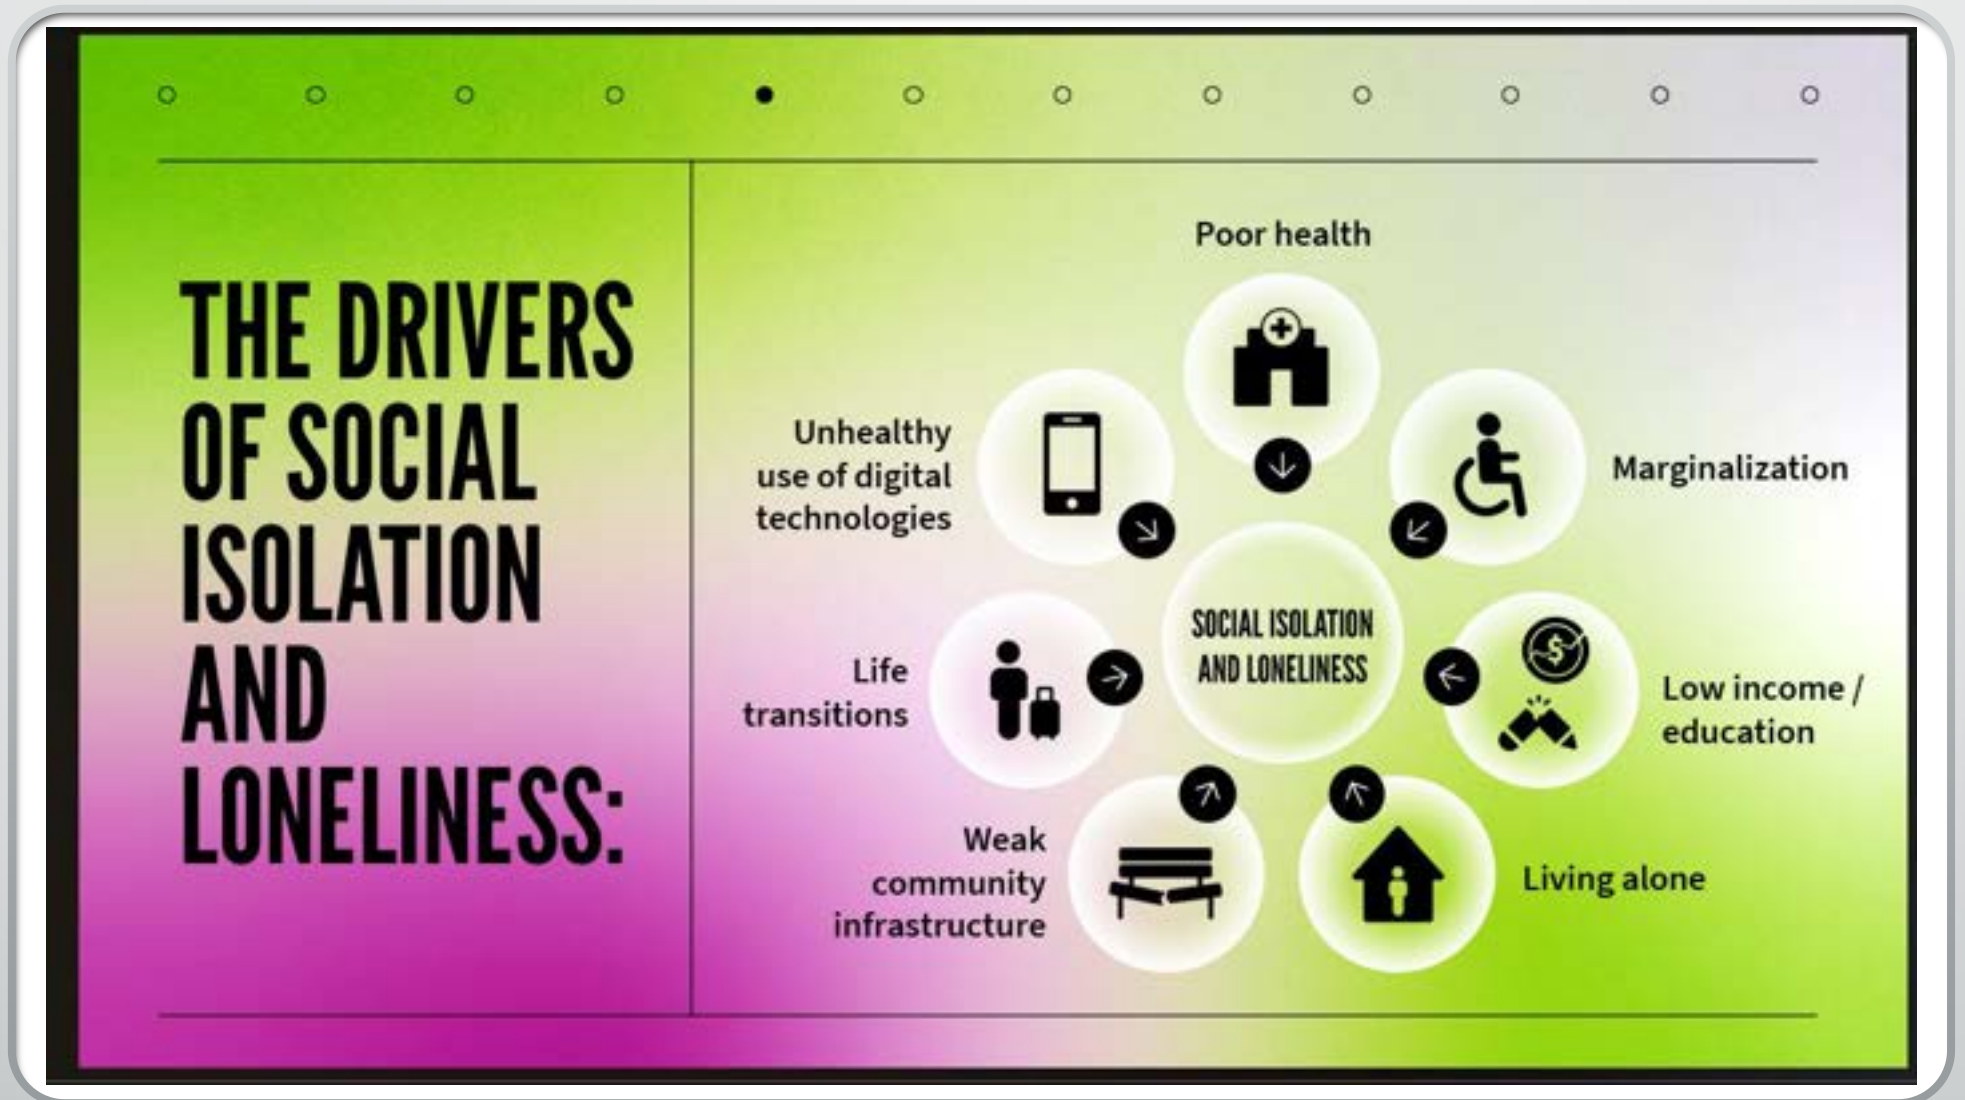 THE DRIVERS
OF SOCIAL
ISOLATION
AND
LONELINESS:
Poor health
Unhealthy
use of digital
technologies
Marginalization
SOCIAL ISOLATION
AND LONELINESS
Life
transitions
Low income /
education
Weak
community
infrastructure
Living alone
$